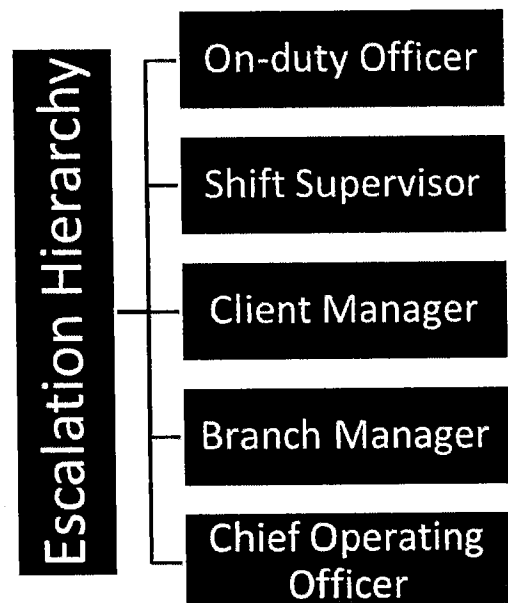 Escalation Hierarchy
On-duty Officer
Shift Supervisor
Client Manager
Branch Manager
Chief Operating
Officer